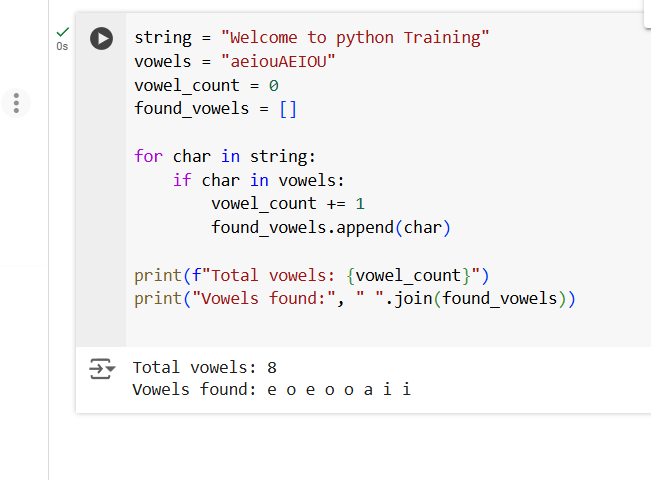 0s
string = "Welcome to python Training"
vowels = "aeiouAEIOU"
vowel_count = 0
found_vowels = []
for char in string:
    if char in vowels:
        vowel_count += 1
        found_vowels.append(char)
print(f"Total vowels: {vowel_count}")
print("Vowels found:", " ".join(found_vowels))
Total vowels: 8
Vowels found: e o e o o a i i